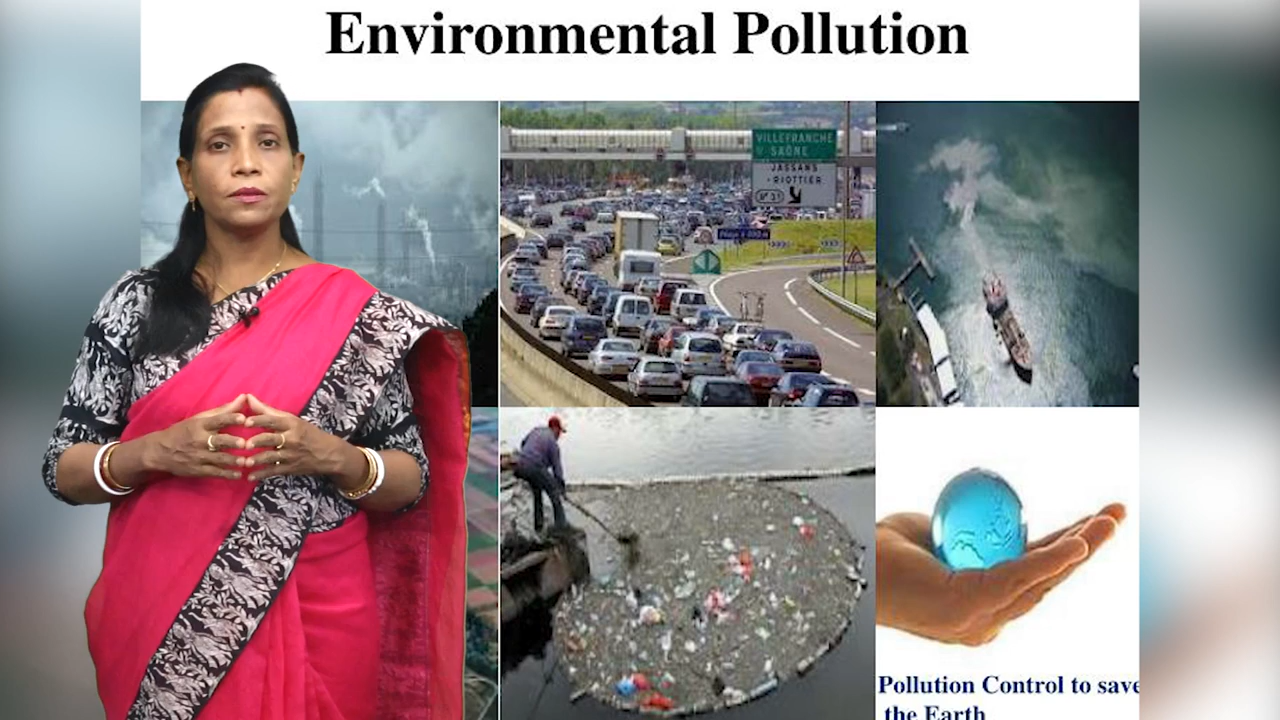 Environmental Pollution
VILLEFRANCHE
SAÔNE
JASSANS
-RIOTTIER
Pollution Control to save
the Earth